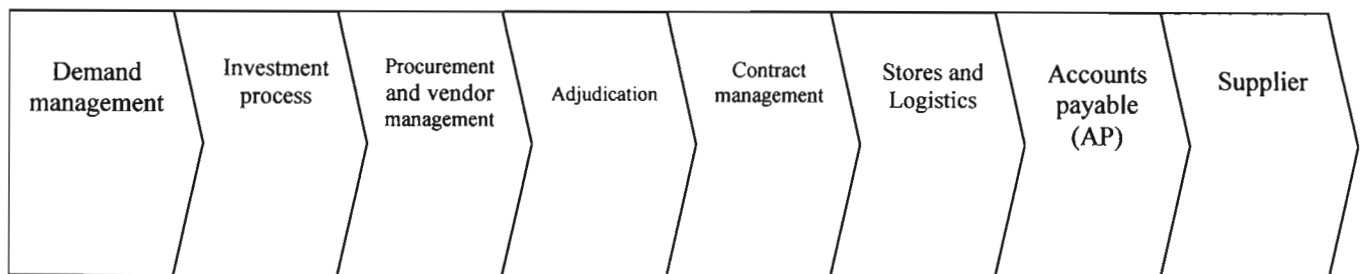 Demand
management
Investment
process
Procurement
and vendor
management
Adjudication
Contract
management
Stores and
Logistics
Accounts
payable
(AP)
Supplier